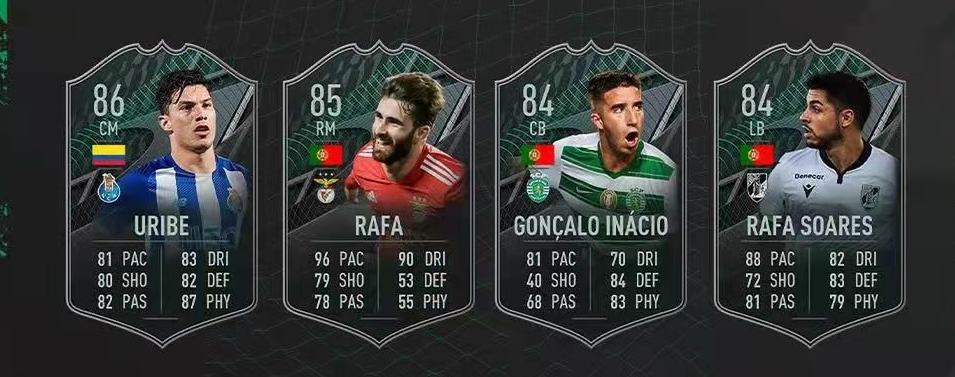 86
CM
URIBE
81 PAC 83 DRI
80 SHO 82 DEF
82 PAS 87 PHY
85
RM
RAFA
96 PAC 90 DRI
79 SHO 53 DEF
78 PAS 55 PHY
84
CB
GONÇALO INÁCIO
81 PAC 70 DRI
40 SHO 84 DEF
68 PAS 83 PHY
84
LB
Benecar
RAFA SOARES
88 PAC 82 DRI
72 SHO 83 DEF
81 PAS 79 PHY